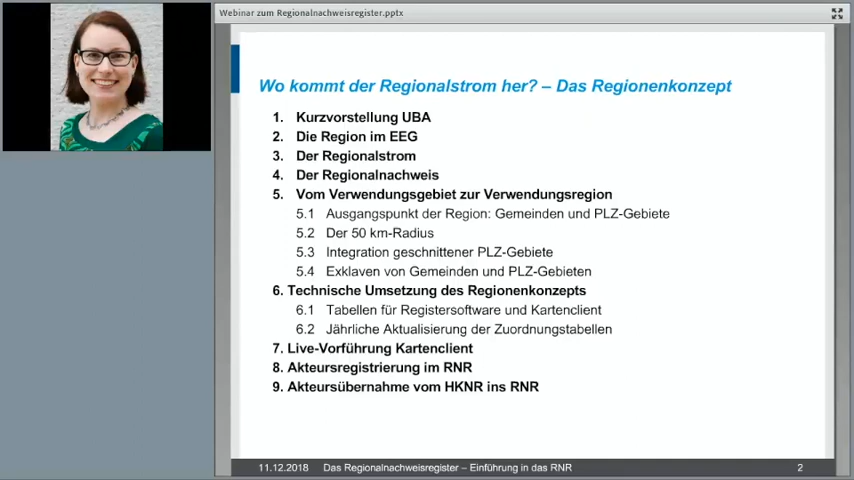 Webinar zum Regionalnachweisregister.pptx
Wo kommt der Regionalstrom her? – Das Regionenkonzept
1. Kurzvorstellung UBA
2. Die Region im EEG
3. Der Regionalstrom
4. Der Regionalnachweis
5. Vom Verwendungsgebiet zur Verwendungsregion
5.1 Ausgangspunkt der Region: Gemeinden und PLZ-Gebiete
5.2 Der 50 km-Radius
5.3 Integration geschnittener PLZ-Gebiete
5.4 Exklaven von Gemeinden und PLZ-Gebieten
6. Technische Umsetzung des Regionenkonzepts
6.1 Tabellen für Registersoftware und Kartenclient
6.2 Jährliche Aktualisierung der Zuordnungstabellen
7. Live-Vorführung Kartenclient
8. Akteursregistrierung im RNR
9. Akteursübernahme vom HKNR ins RNR
11.12.2018 Das Regionalnachweisregister – Einführung in das RNR 2